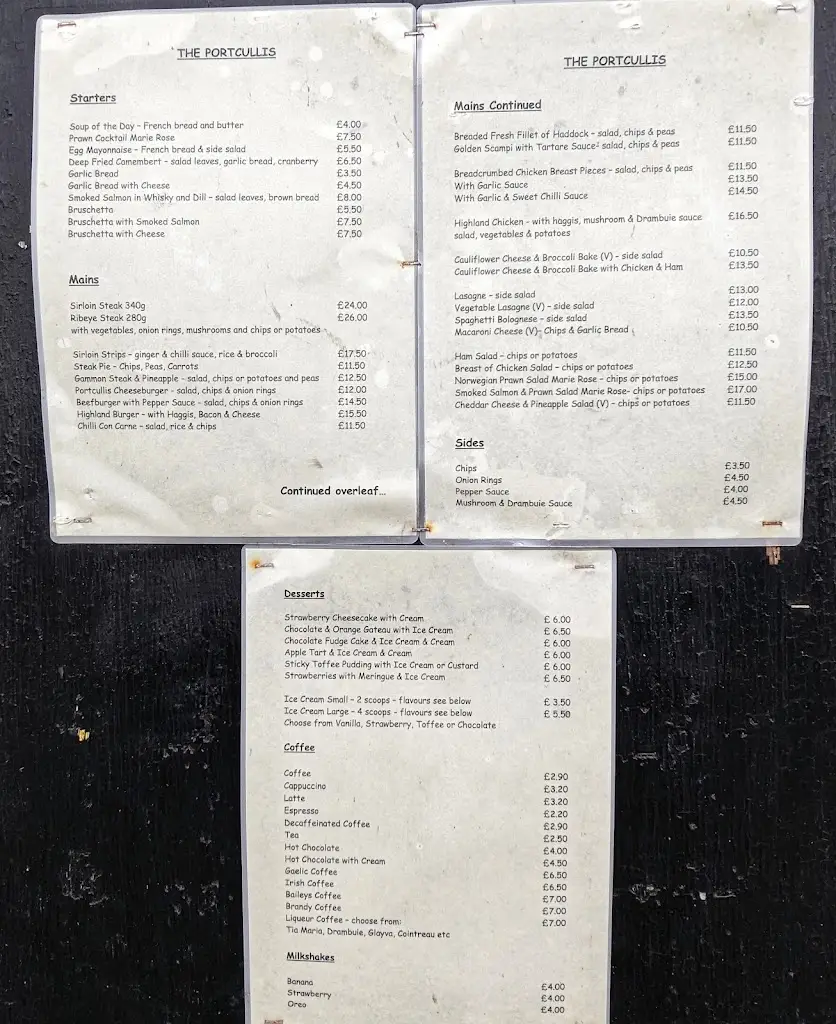 THE PORTCULLIS
Starters
Soup of the Day - French bread and butter £4.00
Prawn Cocktail Marie Rose £7.50
Egg Mayonnaise - French bread & side salad £5.50
Deep Fried Camembert - salad leaves, garlic bread, cranberry £6.50
Garlic Bread £3.50
Garlic Bread with Cheese £4.50
Smoked Salmon in Whisky and Dill - salad leaves, brown bread £8.00
Bruschetta £5.50
Bruschetta with Smoked Salmon £7.50
Bruschetta with Cheese £7.50
Mains
Sirloin Steak 340g £24.00
Ribeye Steak 280g £26.00
with vegetables, onion rings, mushrooms and chips or potatoes
Sirloin Strips - ginger & chilli sauce, rice & broccoli £17.50
Steak Pie - Chips, Peas, Carrots £11.50
Gammon Steak & Pineapple - salad, chips or potatoes and peas £12.50
Portcullis Cheeseburger - salad, chips & onion rings £12.00
Beefburger with Pepper Sauce - salad, chips & onion rings £14.50
Highland Burger - with Haggis, Bacon & Cheese £15.50
Chilli Con Carne - salad, rice & chips £11.50
Continued overleaf...
THE PORTCULLIS
Mains Continued
Breaded Fresh Fillet of Haddock - salad, chips & peas £11.50
Golden Scampi with Tartare Sauce- salad, chips & peas £11.50
Breadcrumbed Chicken Breast Pieces - salad, chips & peas £11.50
With Garlic Sauce £13.50
With Garlic & Sweet Chilli Sauce £14.50
Highland Chicken - with haggis, mushroom & Drambuie sauce £16.50
salad, vegetables & potatoes
Cauliflower Cheese & Broccoli Bake (V) - side salad £10.50
Cauliflower Cheese & Broccoli Bake with Chicken & Ham £13.50
Lasagne - side salad £13.00
Vegetable Lasagne (V) - side salad £12.00
Spaghetti Bolognese - side salad £13.50
Macaroni Cheese (V)- Chips & Garlic Bread £10.50
Ham Salad - chips or potatoes £11.50
Breast of Chicken Salad - chips or potatoes £12.50
Norwegian Prawn Salad Marie Rose - chips or potatoes £15.00
Smoked Salmon & Prawn Salad Marie Rose- chips or potatoes £17.00
Cheddar Cheese & Pineapple Salad (V) - chips or potatoes £11.50
Sides
Chips £3.50
Onion Rings £4.50
Pepper Sauce £4.00
Mushroom & Drambuie Sauce £4.50
Desserts
Strawberry Cheesecake with Cream £ 6.00
Chocolate & Orange Gateau with Ice Cream £ 6.50
Chocolate Fudge Cake & Ice Cream & Cream £ 6.00
Apple Tart & Ice Cream & Cream £ 6.00
Sticky Toffee Pudding with Ice Cream or Custard £ 6.00
Strawberries with Meringue & Ice Cream £ 6.50
Ice Cream Small - 2 scoops - flavours see below £ 3.50
Ice Cream Large - 4 scoops - flavours see below £ 5.50
Choose from Vanilla, Strawberry, Toffee or Chocolate
Coffee
Coffee £2.90
Cappuccino £3.20
Latte £3.20
Espresso £2.20
Decaffeinated Coffee £2.90
Tea £2.50
Hot Chocolate £4.00
Hot Chocolate with Cream £4.50
Gaelic Coffee £6.50
Irish Coffee £6.50
Baileys Coffee £7.00
Brandy Coffee £7.00
Liqueur Coffee - choose from: £7.00
Tia Maria, Drambuie, Glayva, Cointreau etc
Milkshakes
Banana £4.00
Strawberry £4.00
Oreo £4.00